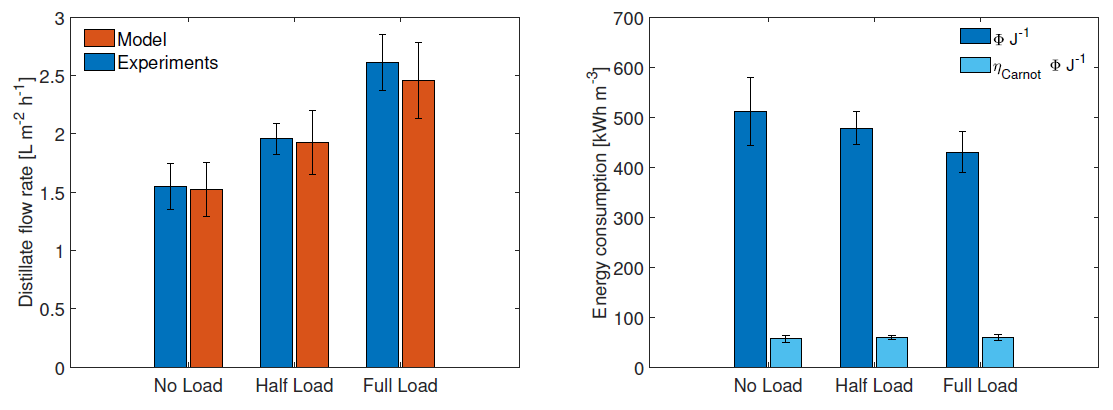 3
2.5
2
1.5
1
0.5
0
Distillate flow rate [L m⁻² h⁻¹]
Model
Experiments
No Load Half Load Full Load
700
600
500
400
300
200
100
0
Energy consumption [kWh m⁻³]
Φ J⁻¹
η_Carnot Φ J⁻¹
No Load Half Load Full Load